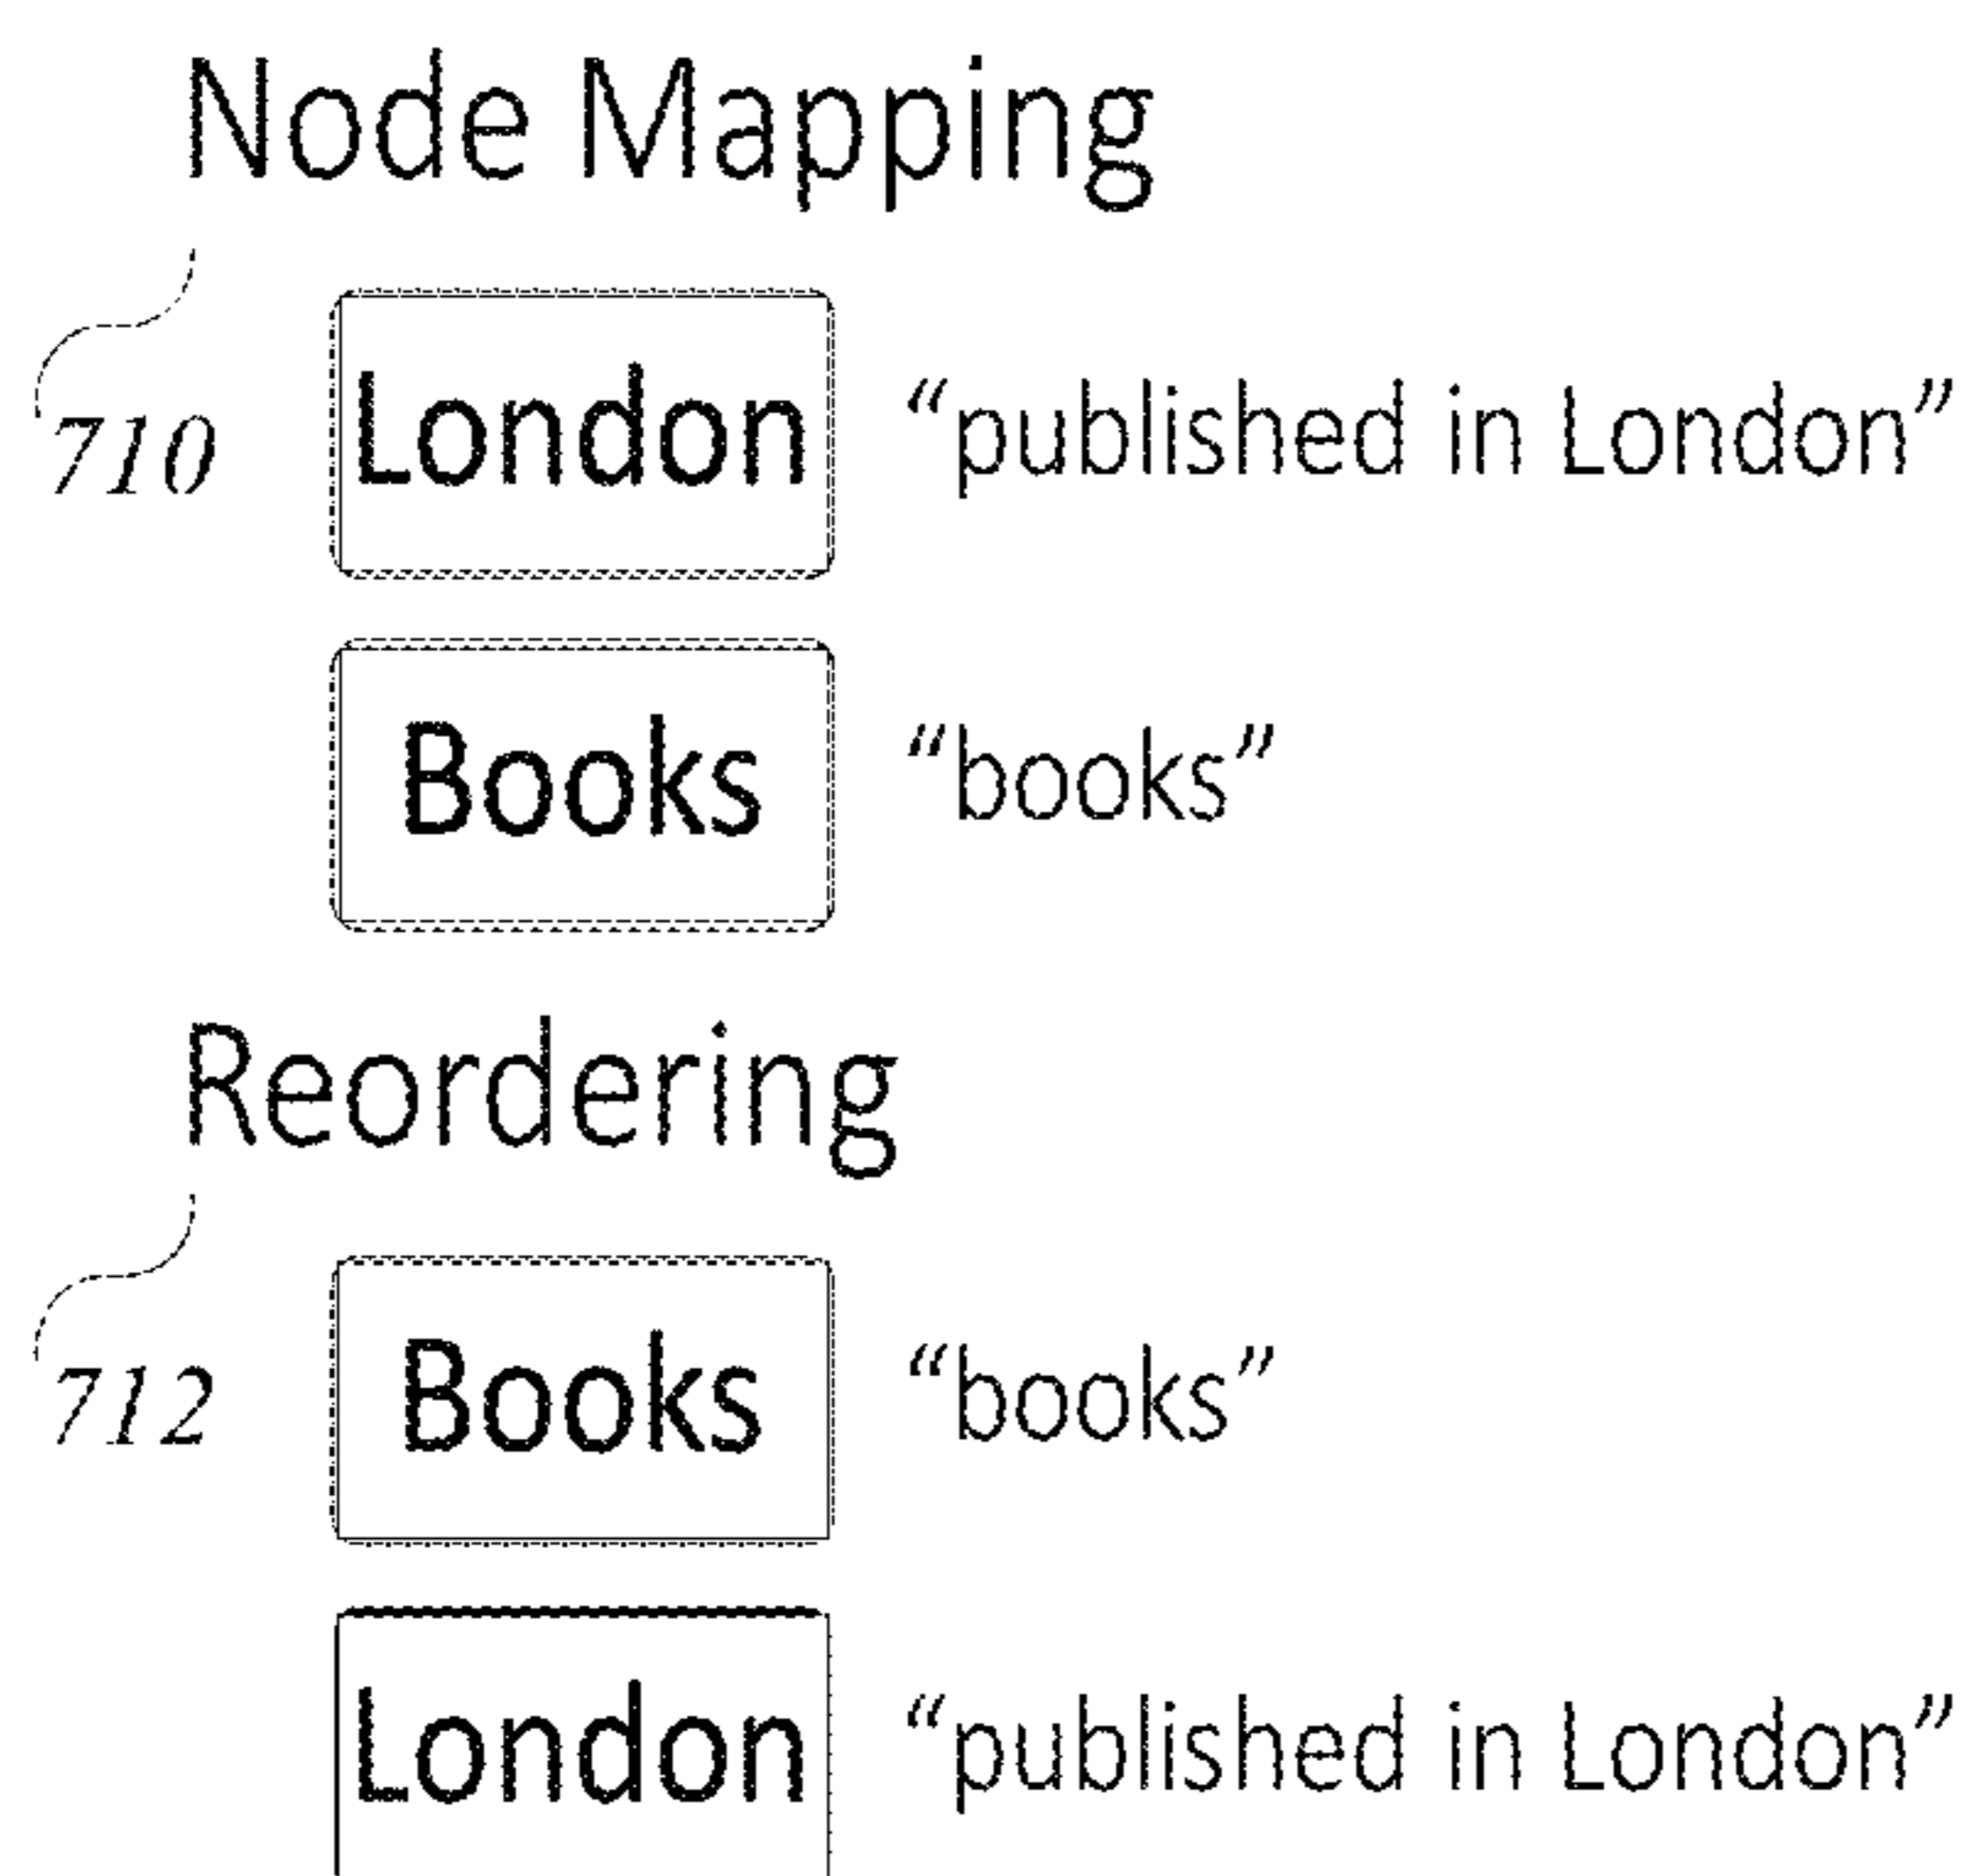 Node Mapping
710
London “published in London”
Books “books”
Reordering
712
Books “books”
London “published in London”